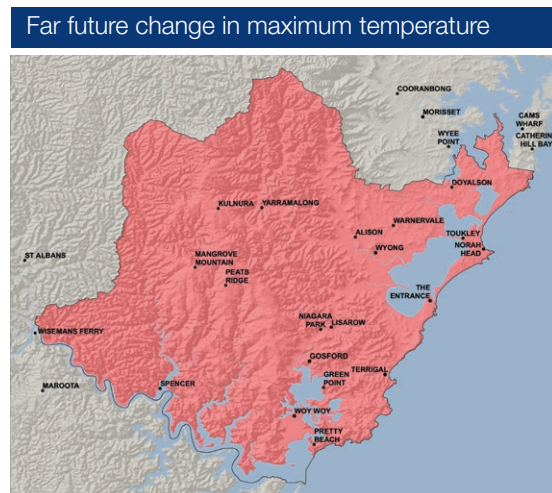 Far future change in maximum temperature
COORANBONG
MORISSET
CAMS
WHARF
WYEE
POINT
CATHERIN
HILL BAY
DOYALSON
KULNURA
YARRAMALONG
WARNERVALE
ALISON
TOUKLEY
NORAH
HEAD
WYONG
ST ALBANS
MANGROVE
MOUNTAIN
PEATS
RIDGE
THE
ENTRANCE
NIAGARA
PARK
LISAROW
WISEMANS FERRY
GOSFORD
TERRIGAL
GREEN
POINT
MAROOTA
SPENCER
WOY WOY
PRETTY
BEACH